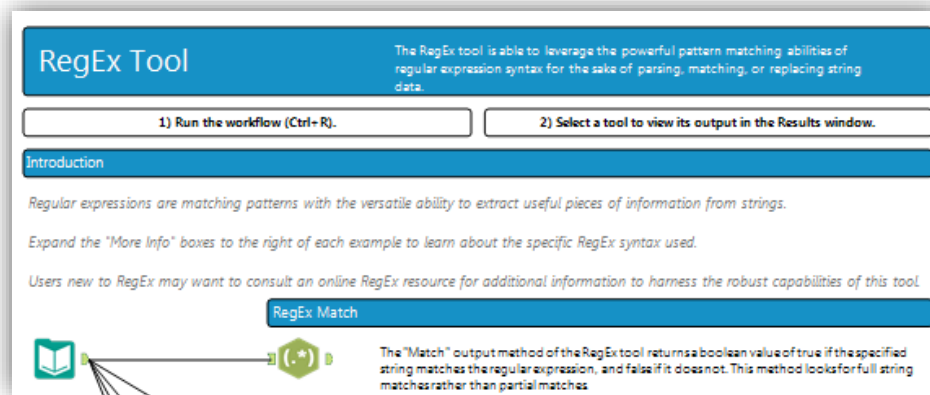 RegEx Tool
The RegEx tool is able to leverage the powerful pattern matching abilities of
regular expression syntax for the sake of parsing, matching, or replacing string
data.
1) Run the workflow (Ctrl+R).
2) Select a tool to view its output in the Results window.
Introduction
Regular expressions are matching patterns with the versatile ability to extract useful pieces of information from strings.
Expand the "More Info" boxes to the right of each example to learn about the specific RegEx syntax used.
Users new to RegEx may want to consult an online RegEx resource for additional information to harness the robust capabilities of this tool.
RegEx Match
(.*)
The "Match" output method of the RegEx tool returns a boolean value of true if the specified
string matches the regular expression, and false if it does not. This method looks for full string
matches rather than partial matches.